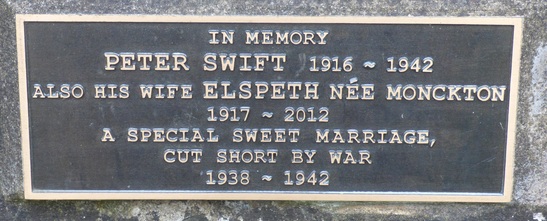 IN MEMORY
PETER SWIFT 1916 ~ 1942
ALSO HIS WIFE ELSPETH NÉE MONCKTON
1917 ~ 2012
A SPECIAL SWEET MARRIAGE,
CUT SHORT BY WAR
1938 ~ 1942